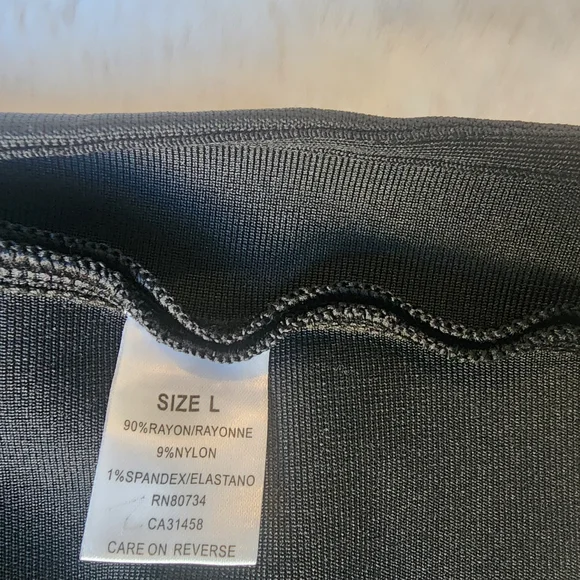 SIZE L
90%RAYON/RAYONNE
9%NYLON
1%SPANDEX/ELASTANO
RN80734
CA31458
CARE ON REVERSE